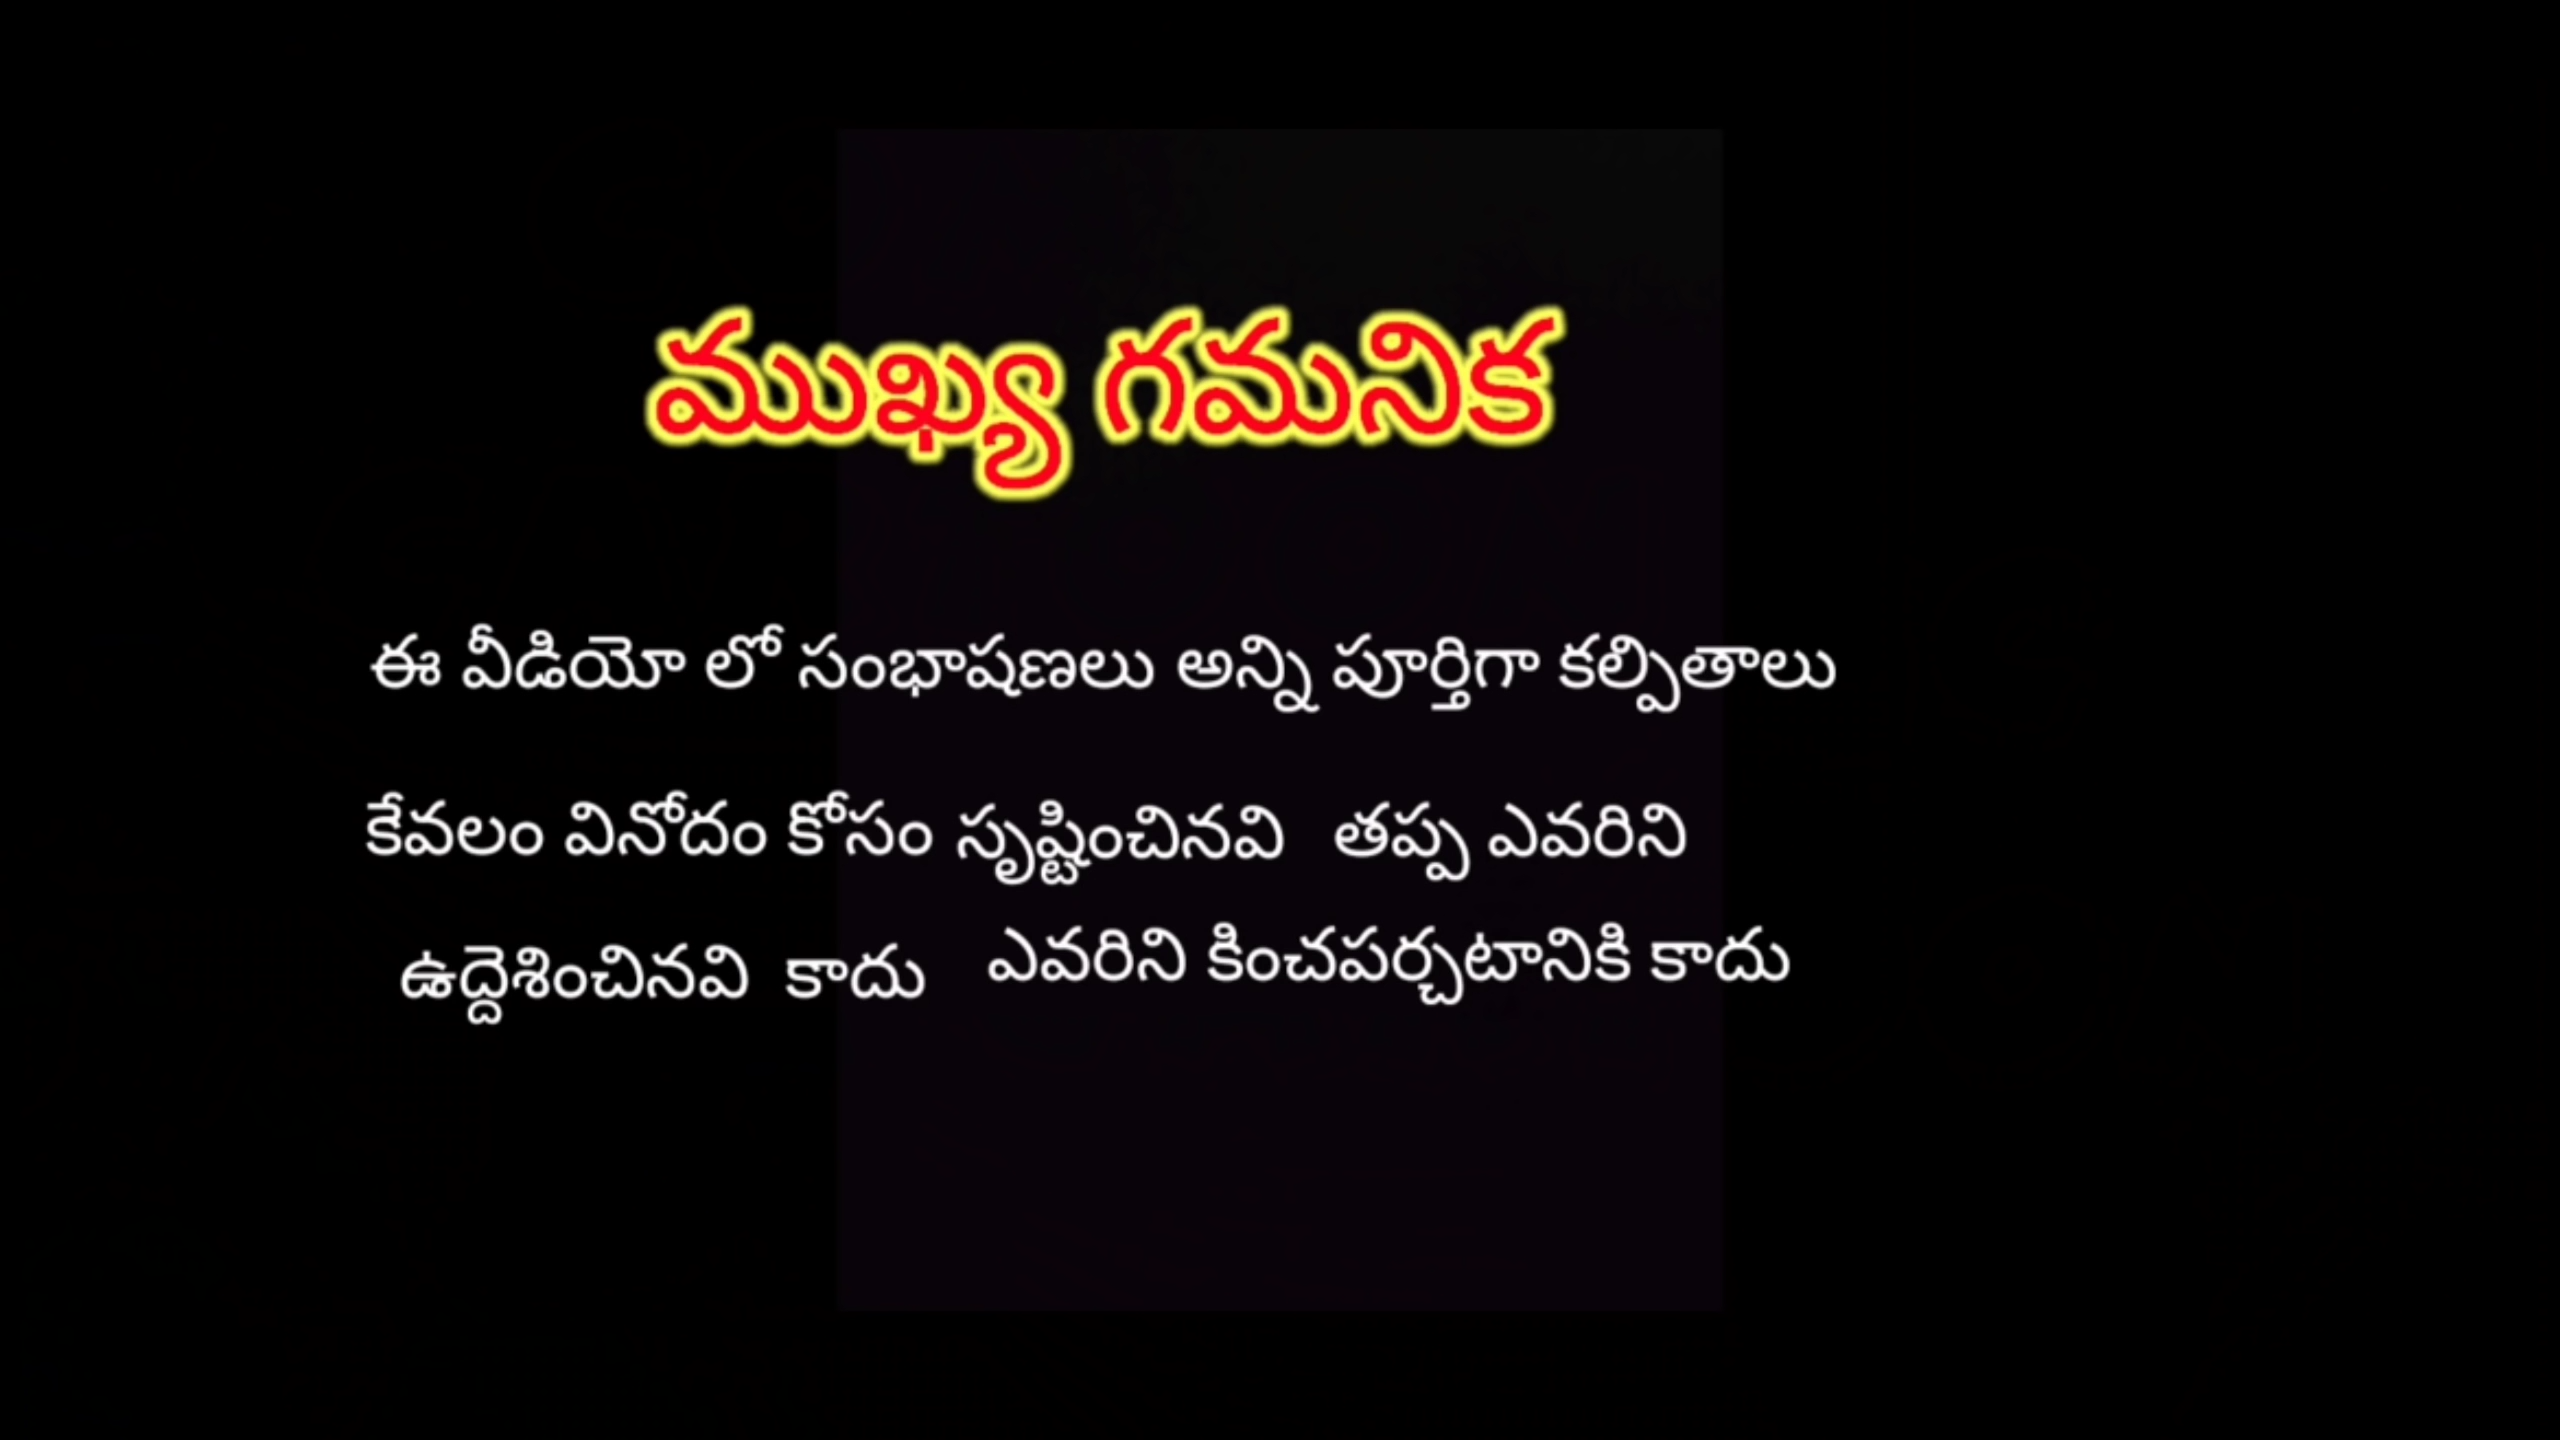 ముఖ్య గమనిక
ఈ వీడియో లో సంభాషణలు అన్ని పూర్తిగా కల్పితాలు
కేవలం వినోదం కోసం సృష్టించినవి తప్ప ఎవరిని
ఉద్దెశించినవి కాదు ఎవరిని కించపర్చటానికి కాదు